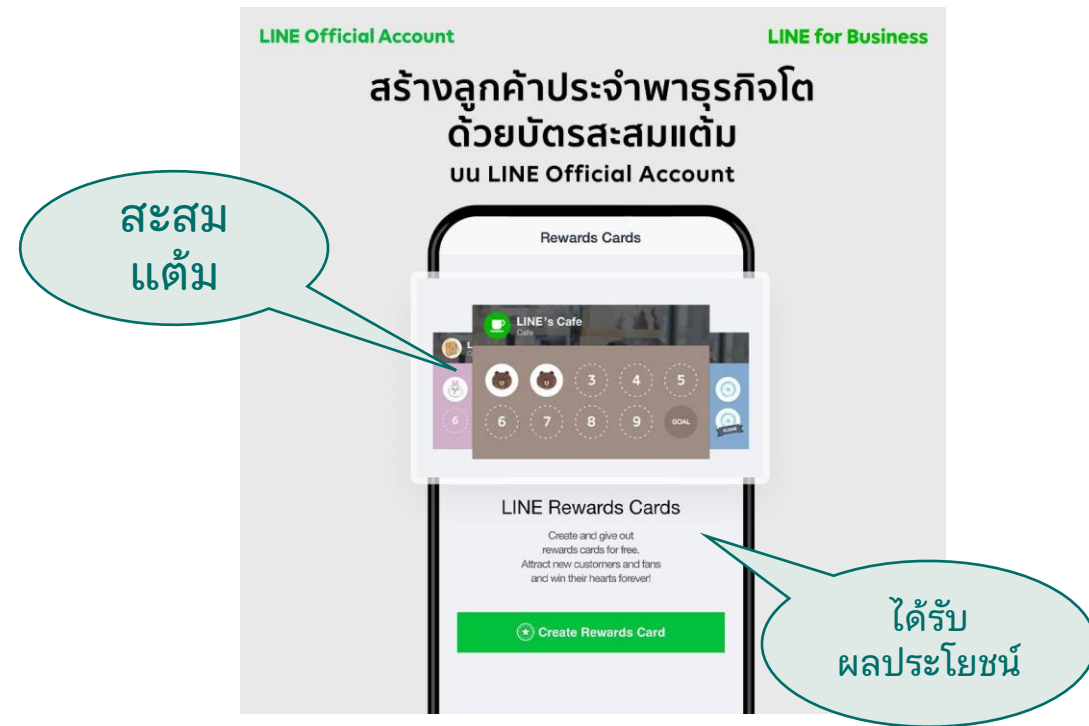 LINE Official Account
LINE for Business
สร้างลูกค้าประจำพาธุรกิจโต
ด้วยบัตรสะสมแต้ม
บน LINE Official Account
สะสม
แต้ม
Rewards Cards
LINE's Cafe
Cafe
L
3 4 5
6
6 7 8 9 GOAL
CLEAR
LINE Rewards Cards
Create and give out
rewards cards for free.
Attract new customers and fans
and win their hearts forever!
Create Rewards Card
ได้รับ
ผลประโยชน์